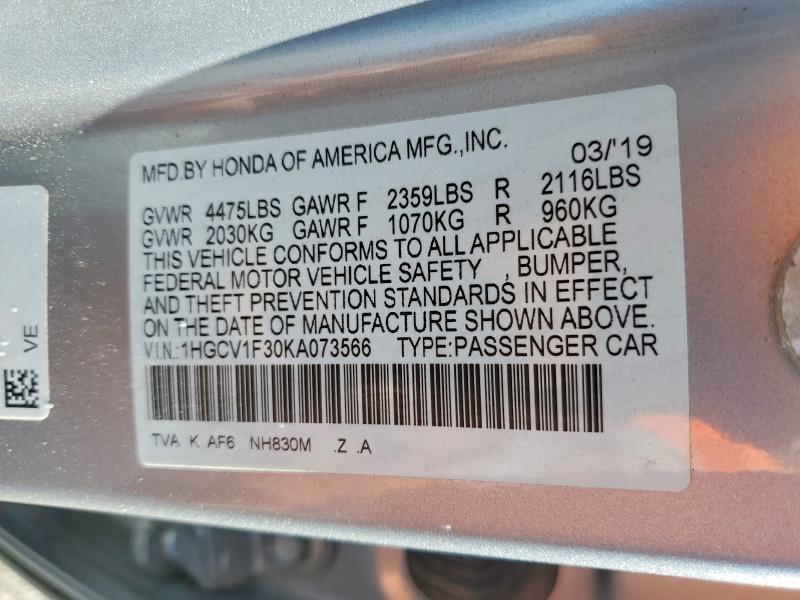 MFD.BY HONDA OF AMERICA MFG.,INC. 03/'19
GVWR 4475LBS GAWR F 2359LBS R 2116LBS
GVWR 2030KG GAWR F 1070KG R 960KG
THIS VEHICLE CONFORMS TO ALL APPLICABLE
FEDERAL MOTOR VEHICLE SAFETY , BUMPER,
AND THEFT PREVENTION STANDARDS IN EFFECT
ON THE DATE OF MANUFACTURE SHOWN ABOVE.
V.I.N.:1HGCV1F30KA073566 TYPE:PASSENGER CAR
TVA K AF6 NH830M .Z .A
VE